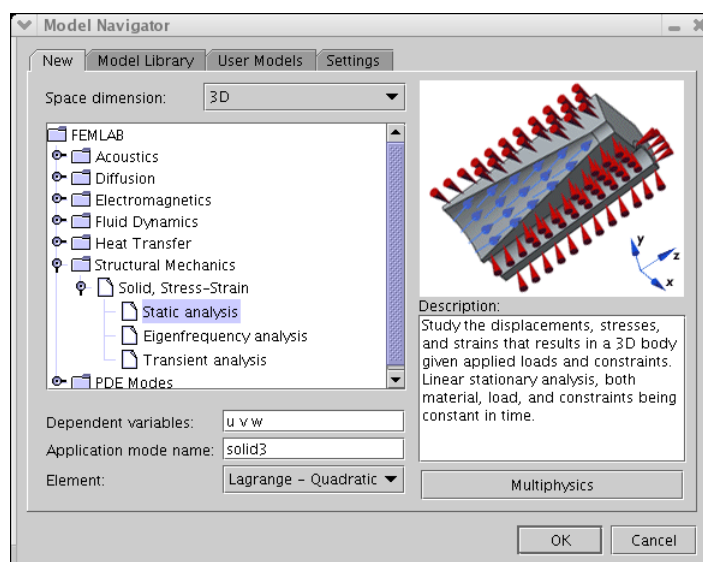 Model Navigator
New
Model Library
User Models
Settings
Space dimension:
3D
FEMLAB
Acoustics
Diffusion
Electromagnetics
Fluid Dynamics
Heat Transfer
Structural Mechanics
Solid, Stress-Strain
Static analysis
Eigenfrequency analysis
Transient analysis
PDE Modes
Dependent variables:
u v w
Application mode name:
solid3
Element:
Lagrange - Quadratic
y
z
x
Description:
Study the displacements, stresses,
and strains that results in a 3D body
given applied loads and constraints.
Linear stationary analysis, both
material, load, and constraints being
constant in time.
Multiphysics
OK
Cancel